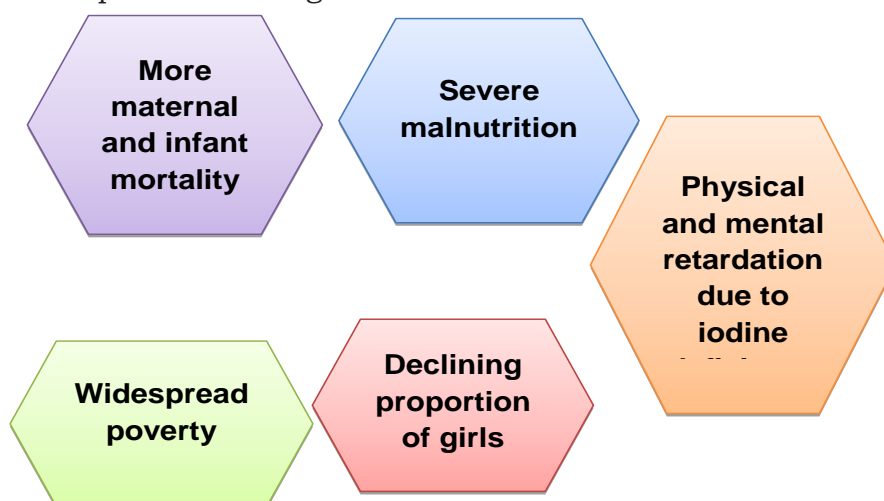 More
maternal
and infant
mortality
Severe
malnutrition
Physical
and mental
retardation
due to
iodine
Widespread
poverty
Declining
proportion
of girls